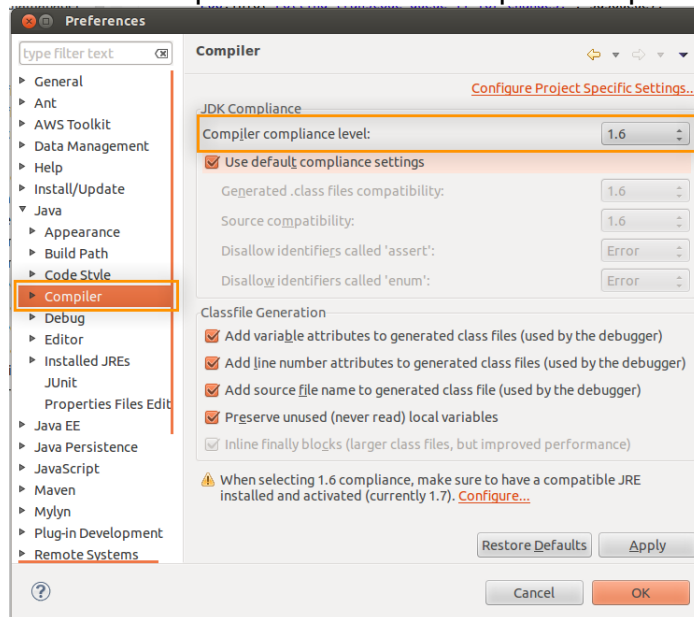 Preferences
type filter text
Compiler
General
Ant
AWS Toolkit
Data Management
Help
Install/Update
Java
Appearance
Build Path
Code Style
Compiler
Debug
Editor
Installed JREs
JUnit
Properties Files Edit
Java EE
Java Persistence
JavaScript
Maven
Mylyn
Plug-in Development
Remote Systems
Configure Project Specific Settings..
JDK Compliance
Compiler compliance level: 1.6
Use default compliance settings
Generated .class files compatibility: 1.6
Source compatibility: 1.6
Disallow identifiers called 'assert': Error
Disallow identifiers called 'enum': Error
Classfile Generation
Add variable attributes to generated class files (used by the debugger)
Add line number attributes to generated class files (used by the debugger)
Add source file name to generated class file (used by the debugger)
Preserve unused (never read) local variables
Inline finally blocks (larger class files, but improved performance)
When selecting 1.6 compliance, make sure to have a compatible JRE
installed and activated (currently 1.7). Configure...
Restore Defaults Apply
Cancel OK